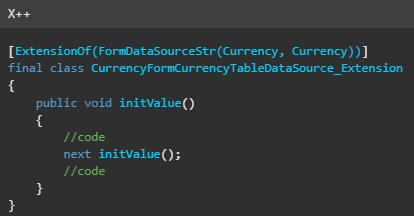 X++
[ExtensionOf(FormDataSourceStr(Currency, Currency))]
final class CurrencyFormCurrencyTableDataSource_Extension
{
    public void initValue()
    {
        //code
        next initValue();
        //code
    }
}